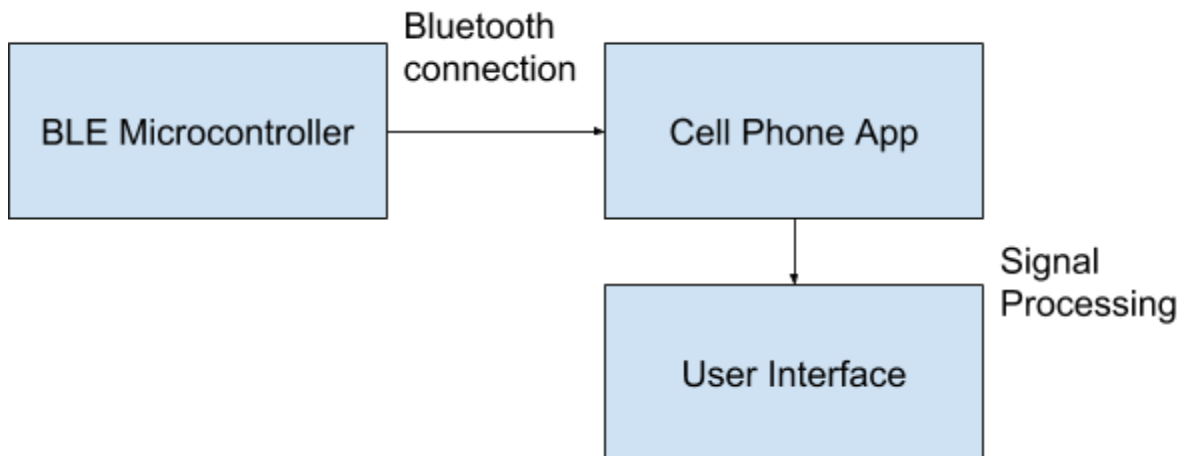 Bluetooth
connection
BLE Microcontroller
Cell Phone App
Signal
Processing
User Interface